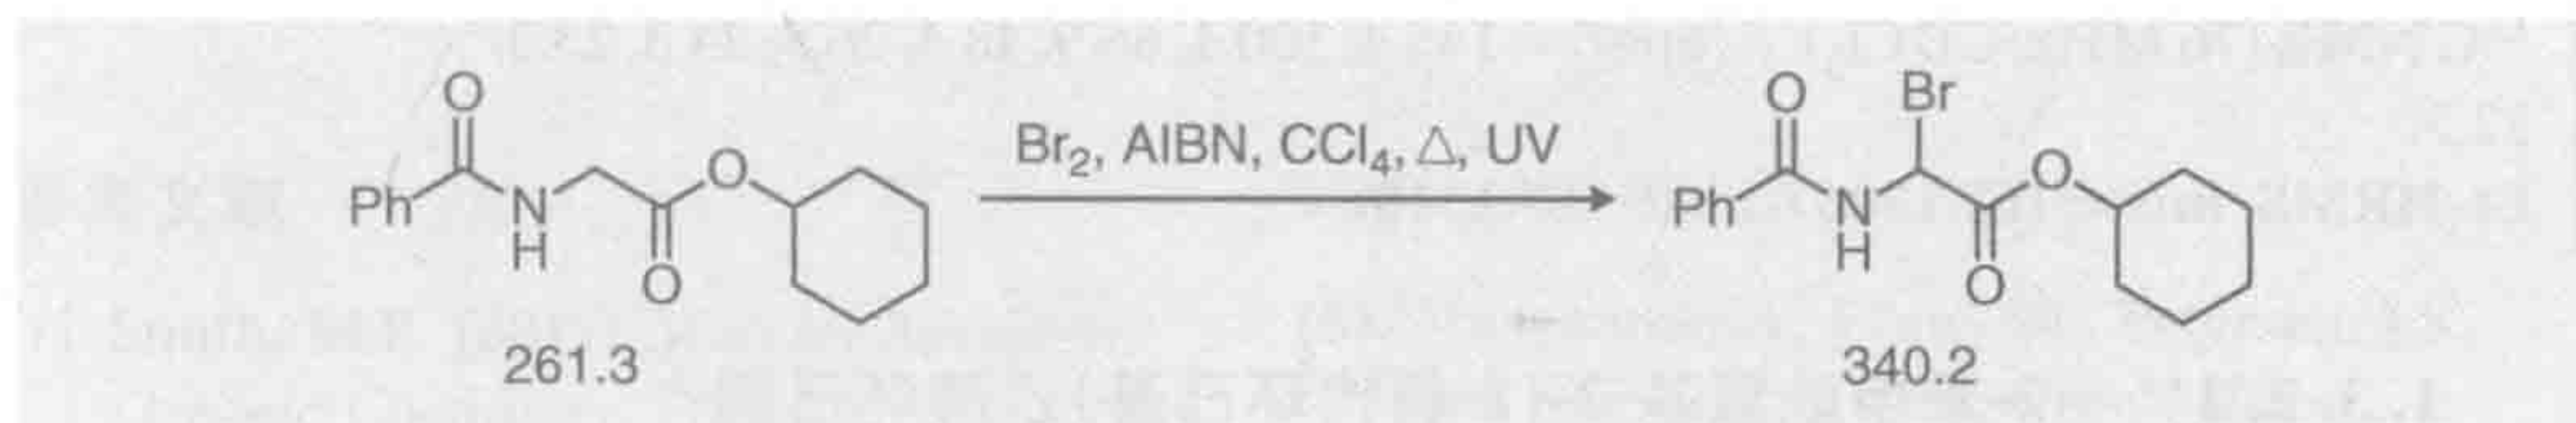 O
Br
O
Br₂, AIBN, CCl₄, △, UV
O
O
Ph
N
H
O
Ph
N
H
O
261.3
340.2